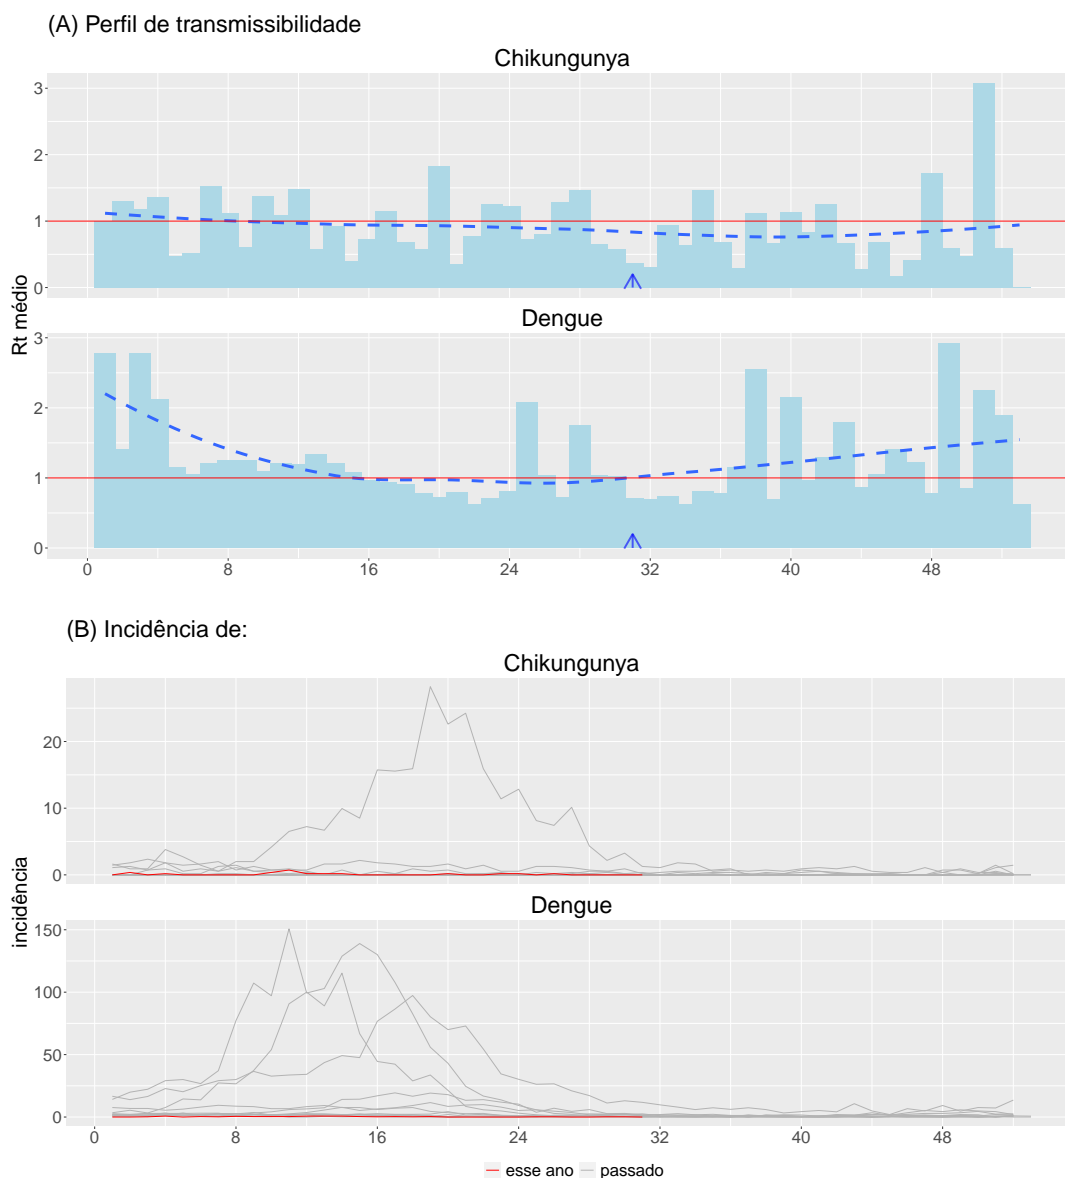 (A) Perfil de transmissibilidade
Chikungunya
3
2
1
0
Rt médio
Dengue
3
2
1
0
0 8 16 24 32 40 48
(B) Incidência de:
Chikungunya
20
10
0
incidência
Dengue
150
100
50
0
0 8 16 24 32 40 48
esse ano passado